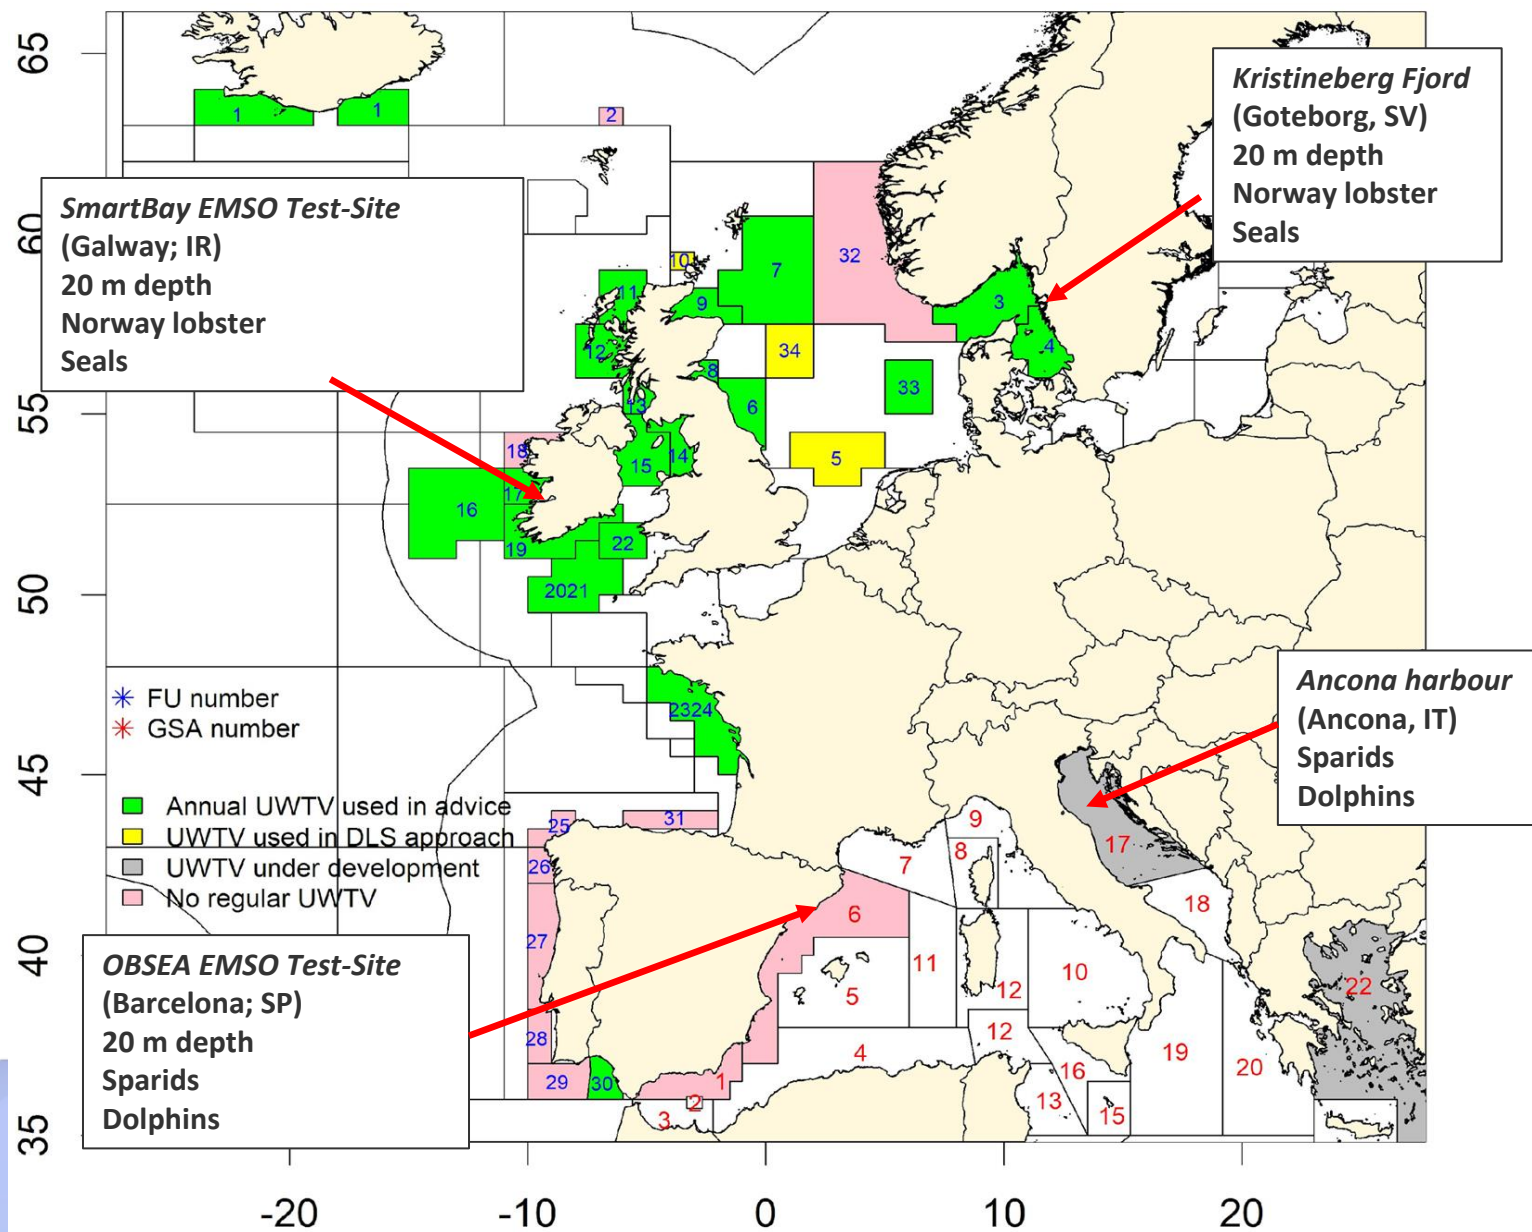 65
60
55
50
45
40
35
-20
-10
0
10
20
Kristineberg Fjord
(Goteborg, SV)
20 m depth
Norway lobster
Seals
SmartBay EMSO Test-Site
(Galway; IR)
20 m depth
Norway lobster
Seals
Ancona harbour
(Ancona, IT)
Sparids
Dolphins
OBSEA EMSO Test-Site
(Barcelona; SP)
20 m depth
Sparids
Dolphins
FU number
GSA number
Annual UWTV used in advice
UWTV used in DLS approach
UWTV under development
No regular UWTV
1
1
2
32
10
7
11
9
3
12
34
4
8
33
13
6
18
15
14
5
17
16
19
22
2021
2324
25
31
26
27
28
29
30
9
8
7
17
6
18
11
10
5
12
22
12
4
19
20
1
16
2
13
3
15